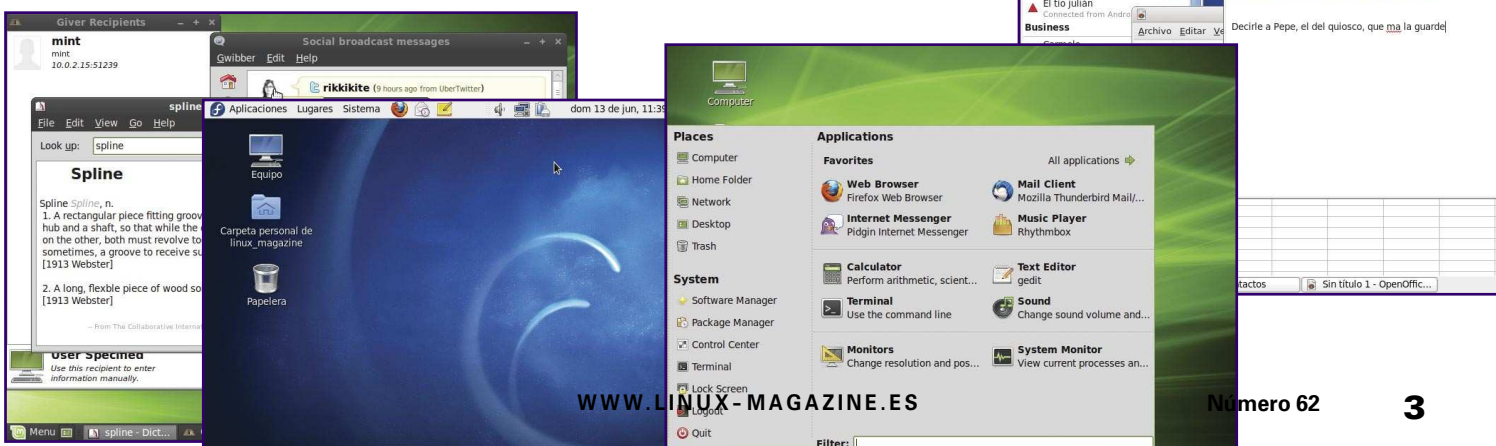 Giver Recipients
mint
mint
10.0.2.15:51239
Social broadcast messages
Gwibber Edit Help
rikkikite (9 hours ago from UberTwitter)
spline
File Edit View Go Help
Look up: spline
Spline
Spline Spline, n.
1. A rectangular piece fitting
hub and a shaft, so that while the
on the other, both must revolve
sometimes, a groove to receive
[1913 Webster]
2. A long, flexble piece of wood
[1913 Webster]
-- From The Collaborative
User Specified
Use this recipient to enter
information manually.
Menu spline - Dict...
Aplicaciones Lugares Sistema dom 13 de jun, 11:39
Equipo
Carpeta personal de
linux_magazine
Papelera
Computer
Places
Computer
Home Folder
Network
Desktop
Trash
System
Software Manager
Package Manager
Control Center
Terminal
Lock Screen
Logout
Quit
Applications
Favorites All applications
Web Browser
Firefox Web Browser
Mail Client
Mozilla Thunderbird Mail/...
Internet Messenger
Pidgin Internet Messenger
Music Player
Rhythmbox
Calculator
Perform arithmetic, scient...
Text Editor
gedit
Terminal
Use the command line
Sound
Change sound volume and...
Monitors
Change resolution and pos...
System Monitor
View current processes an...
Filter:
El tío julián
Connected from
Business
Archivo Editar
Decirle a Pepe, el del quiosco, que ma la guarde
Sin título 1 - OpenOffic...
WWW.LINUX-MAGAZINE.ES
Número 62
3